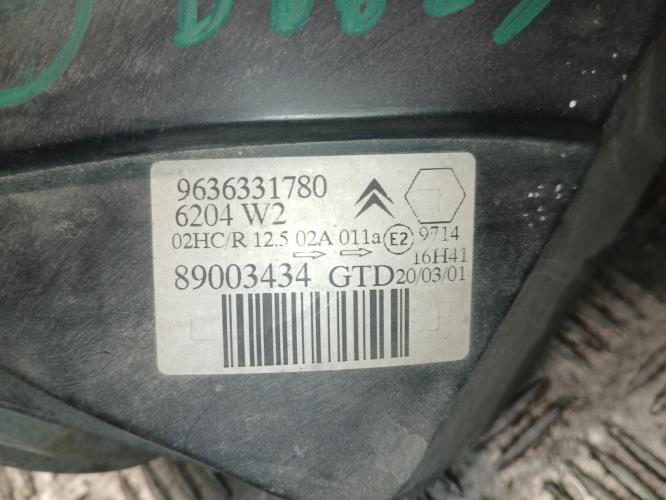 9636331780
6204 W2
02HC/R 12.5 02A 011a E2 9714
16H41
89003434 GTD 20/03/01